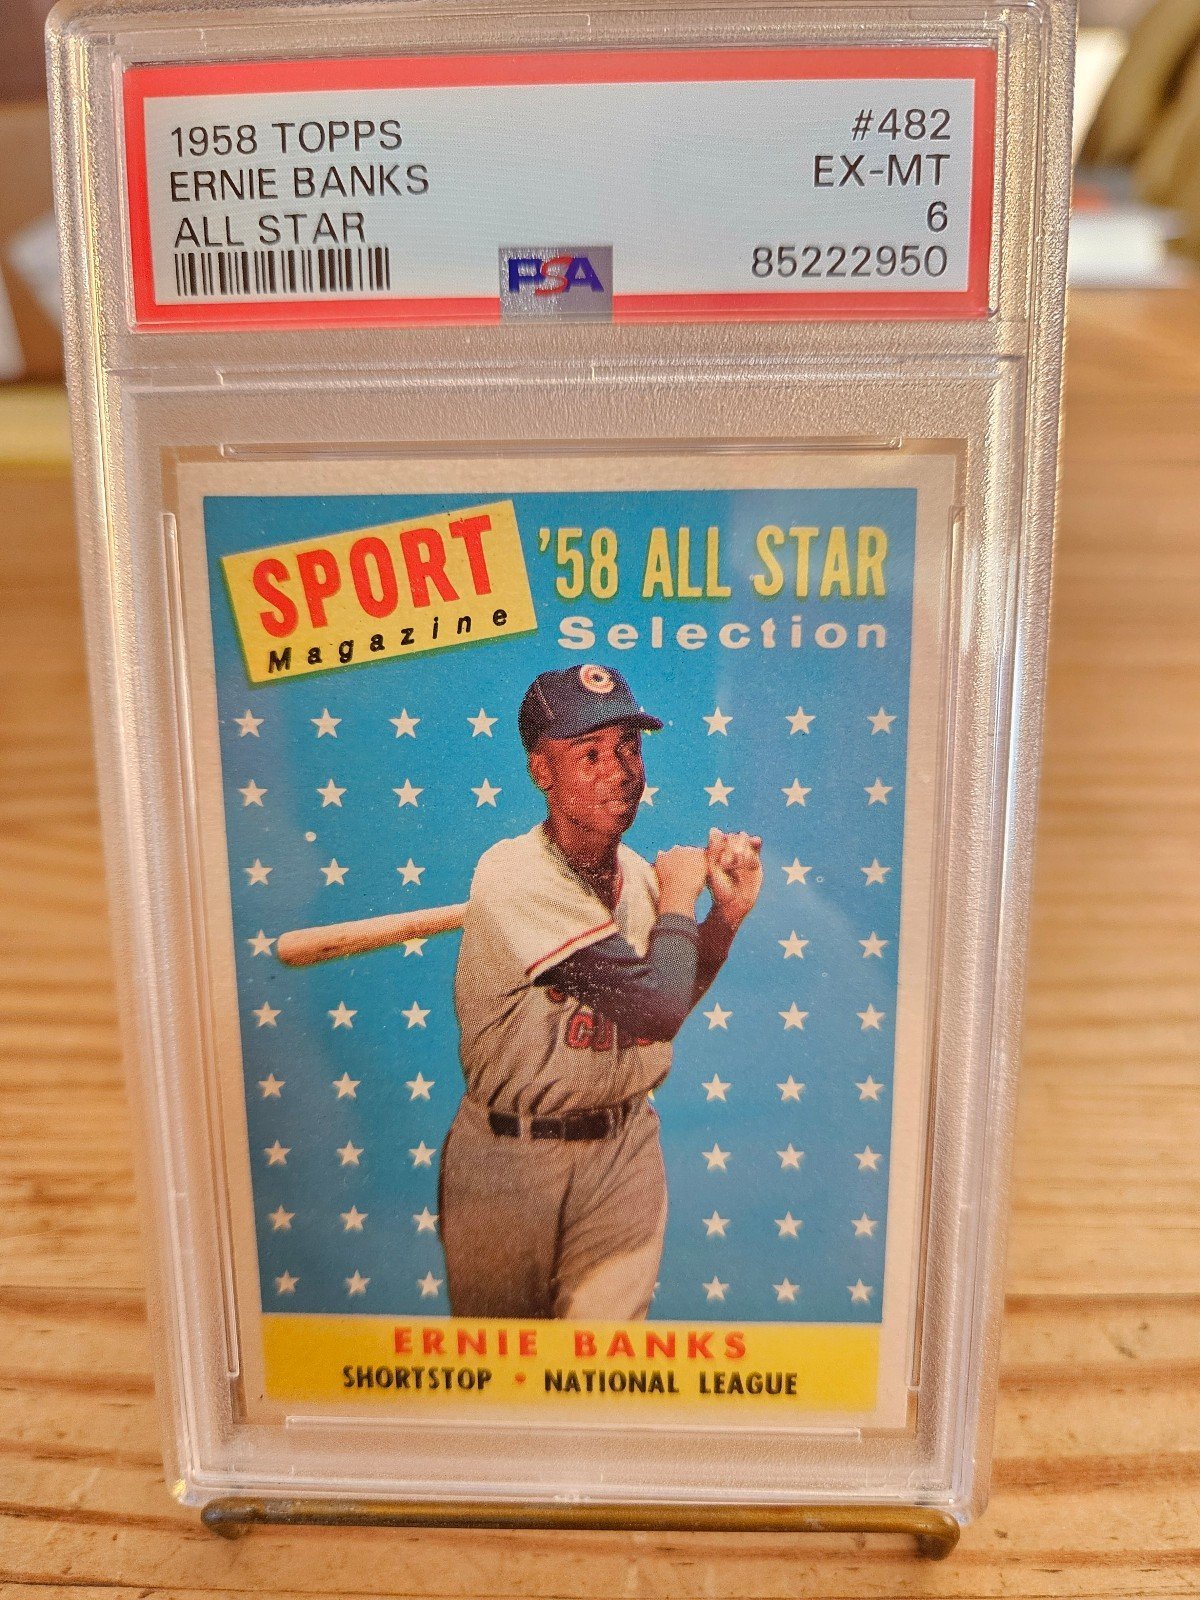 1958 TOPPS #482
ERNIE BANKS EX-MT
ALL STAR 6
85222950
PSA
SPORT
Magazine
'58 ALL STAR
Selection
C
CU
ERNIE BANKS
SHORTSTOP • NATIONAL LEAGUE